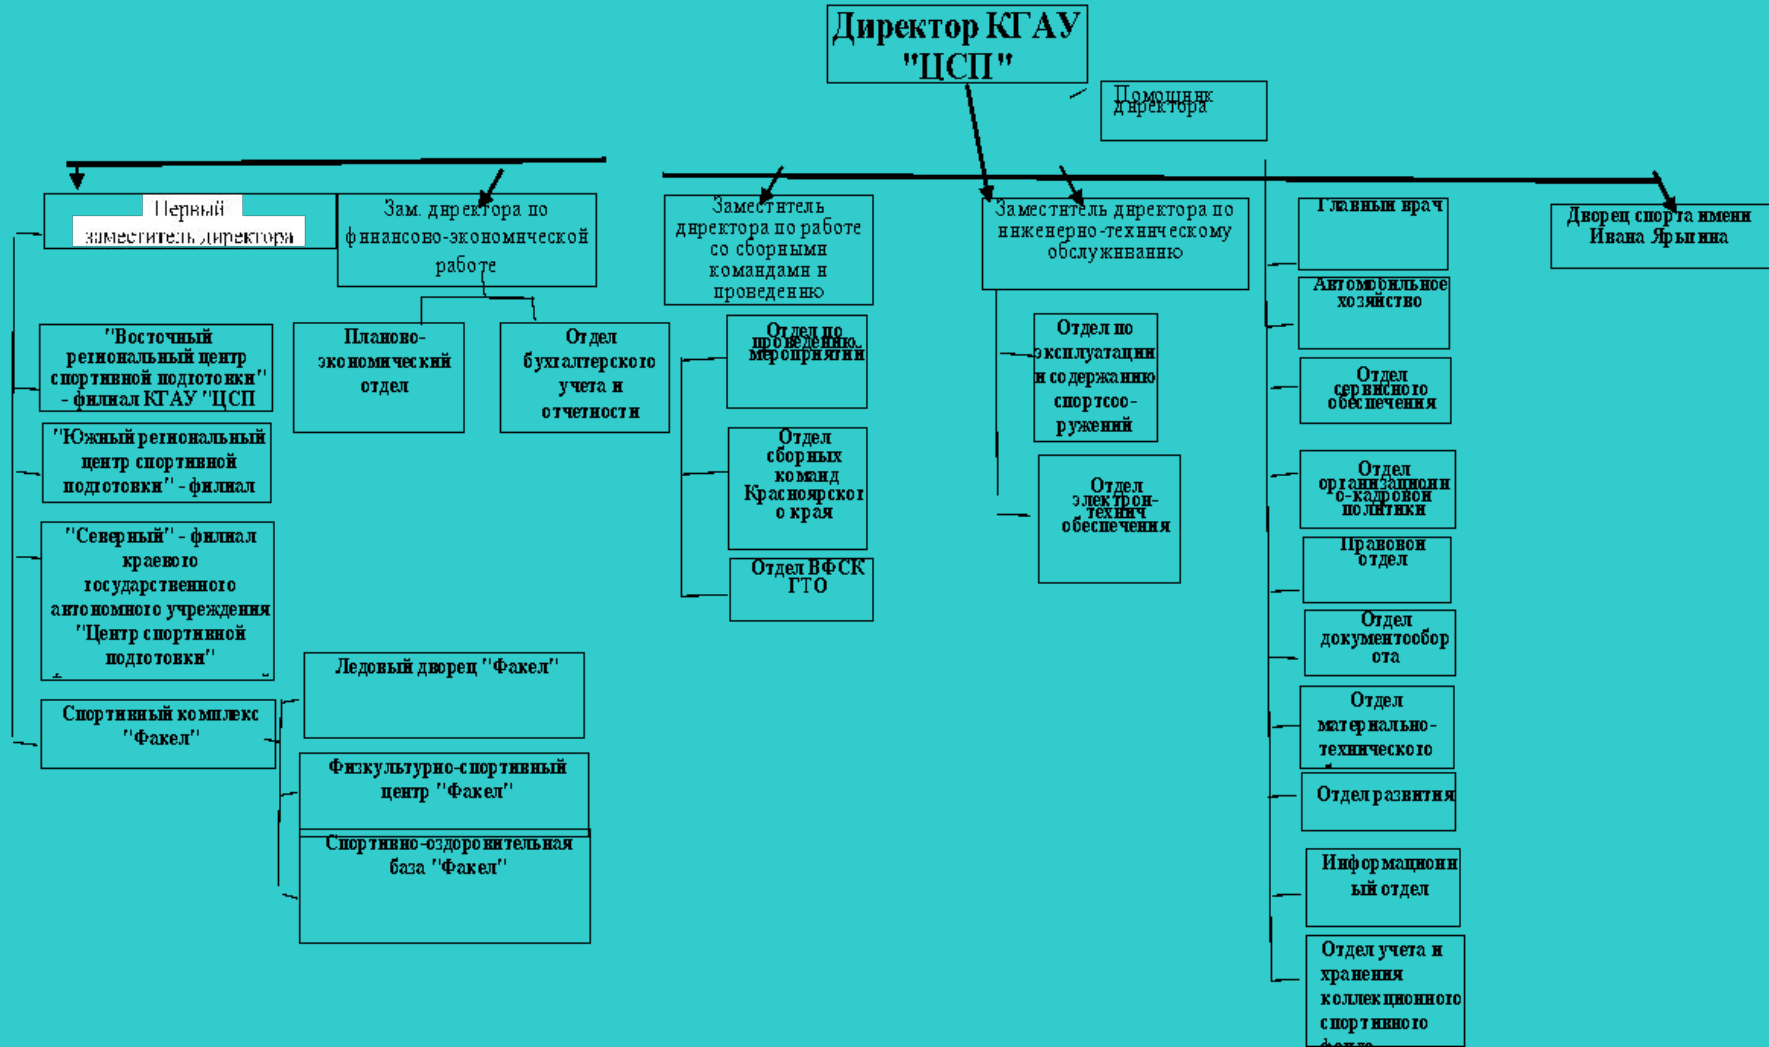 Директор КГАУ
"ЦСП"
Помощник
директора
Первый
заместитель директора
Зам. директора по
финансово-экономической
работе
Заместитель
директора по работе
со сборными
командами и
проведению
Заместитель директора по
инженерно-техническому
обслуживанию
Главный врач
Дворец спорта имени
Ивана Ярыгина
"Восточный
региональный центр
спортивной подготовки"
- филиал КГАУ "ЦСП
"Южный региональный
центр спортивной
подготовки" - филиал
"Северный" - филиал
краевого
государственного
автономного учреждения
"Центр спортивной
подготовки"
Спортивный комплекс
"Факел"
Ледовый дворец "Факел"
Физкультурно-спортивный
центр "Факел"
Спортивно-оздоровительная
база "Факел"
Планово-
экономический
отдел
Отдел
бухгалтерского
учета и
отчетности
Отдел по
проведению
мероприятий
Отдел
сборных
команд
Красноярског
о края
Отдел ВФСК
ГТО
Отдел по
эксплуатации
и содержанию
спортсоо-
ружений
Отдел
электрон-
технич
обеспечения
Автомобильное
хозяйство
Отдел
сервисного
обеспечения
Отдел
организационн
о-кадровой
политики
Правовой
отдел
Отдел
документообор
ота
Отдел
материально-
технического
Отдел развития
Информационн
ый отдел
Отдел учета и
хранения
коллекционного
спортивного
фонда